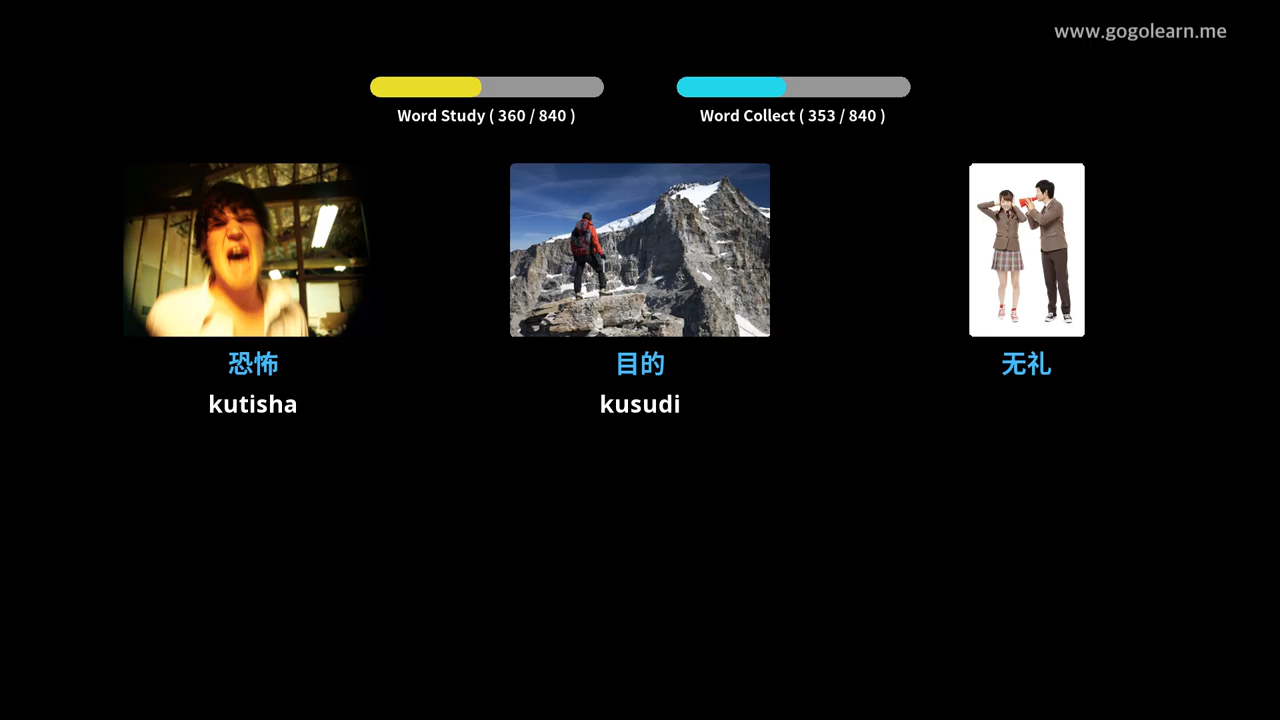 www.gogolearn.me
Word Study ( 360 / 840 )
Word Collect ( 353 / 840 )
恐怖
目的
无礼
kutisha
kusudi